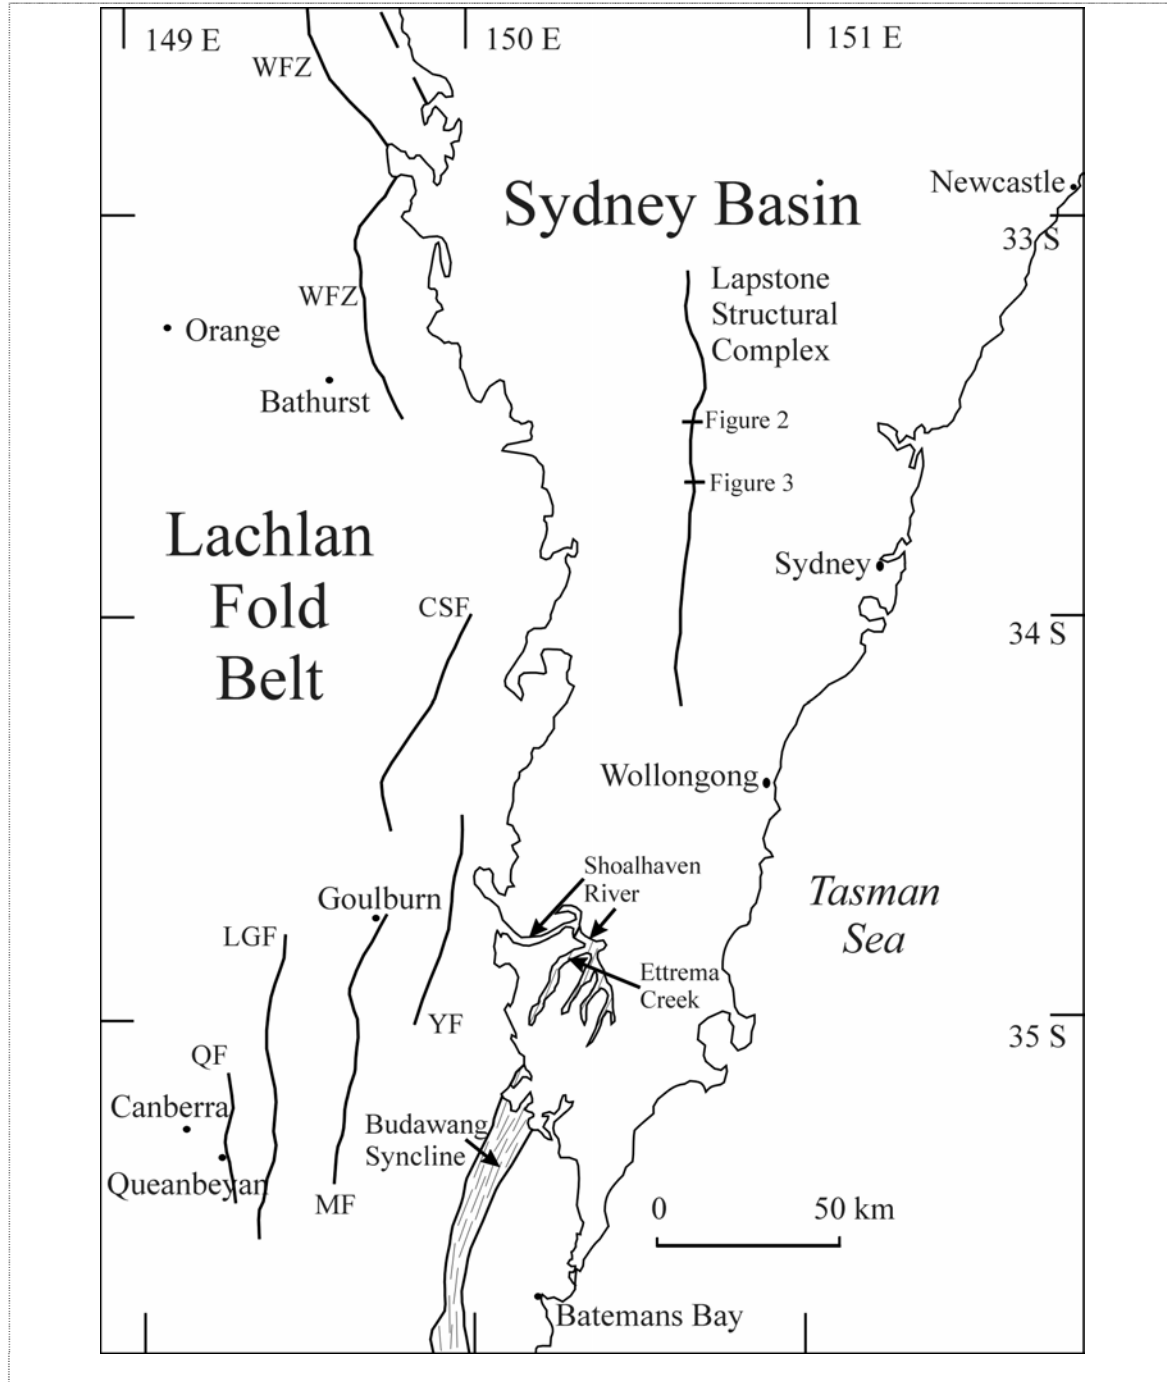 149 E
150 E
151 E
WFZ
Newcastle
Sydney Basin
33 S
Lapstone
Structural
Complex
WFZ
Orange
Bathurst
Figure 2
Figure 3
Lachlan
Fold
Belt
Sydney
CSF
34 S
Wollongong
Shoalhaven
River
Tasman
Sea
Goulburn
LGF
Ettrema
Creek
YF
35 S
QF
Canberra
Budawang
Syncline
Queanbeyan
MF
0 50 km
Batemans Bay